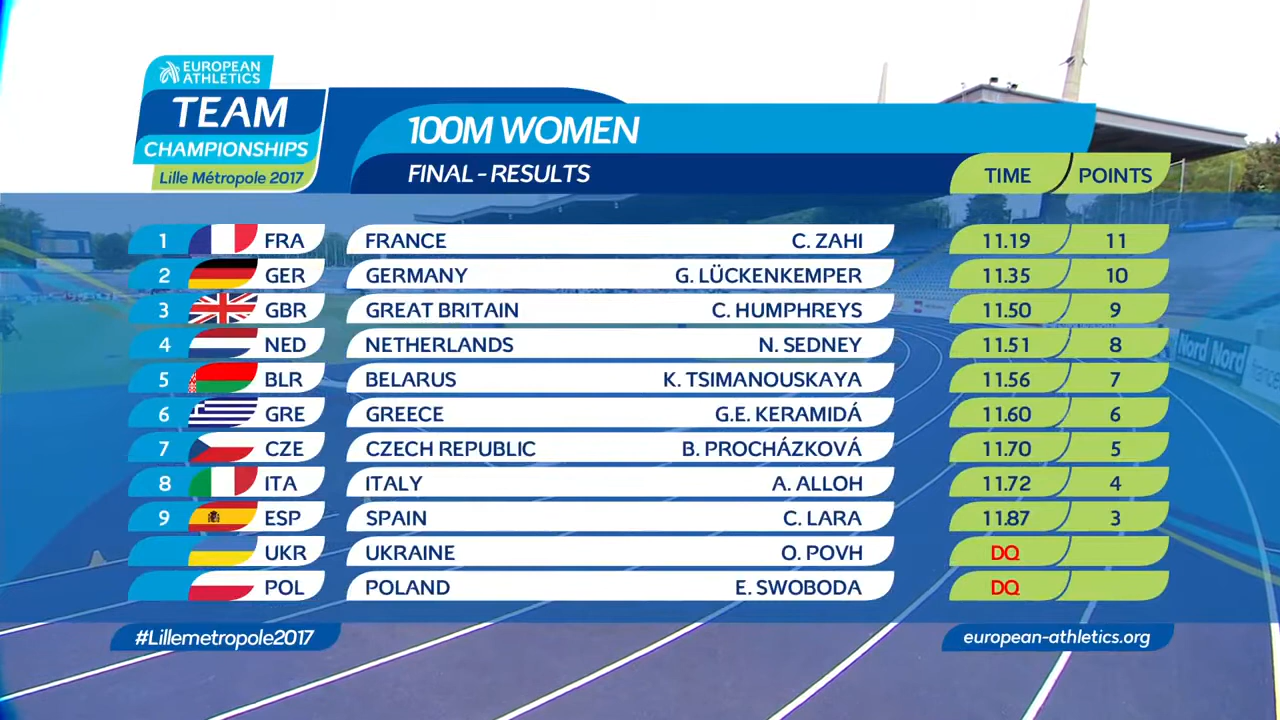 EUROPEAN
ATHLETICS
TEAM
CHAMPIONSHIPS
Lille Métropole 2017
100M WOMEN
FINAL - RESULTS
TIME POINTS
1 FRA FRANCE C. ZAHI 11.19 11
2 GER GERMANY G. LÜCKENKEMPER 11.35 10
3 GBR GREAT BRITAIN C. HUMPHREYS 11.50 9
4 NED NETHERLANDS N. SEDNEY 11.51 8
5 BLR BELARUS K. TSIMANOUSKAYA 11.56 7
6 GRE GREECE G.E. KERAMIDÁ 11.60 6
7 CZE CZECH REPUBLIC B. PROCHÁZKOVÁ 11.70 5
8 ITA ITALY A. ALLOH 11.72 4
9 ESP SPAIN C. LARA 11.87 3
UKR UKRAINE O. POVH DQ
POL POLAND E. SWOBODA DQ
Nord Nord
#Lillemetropole2017
european-athletics.org